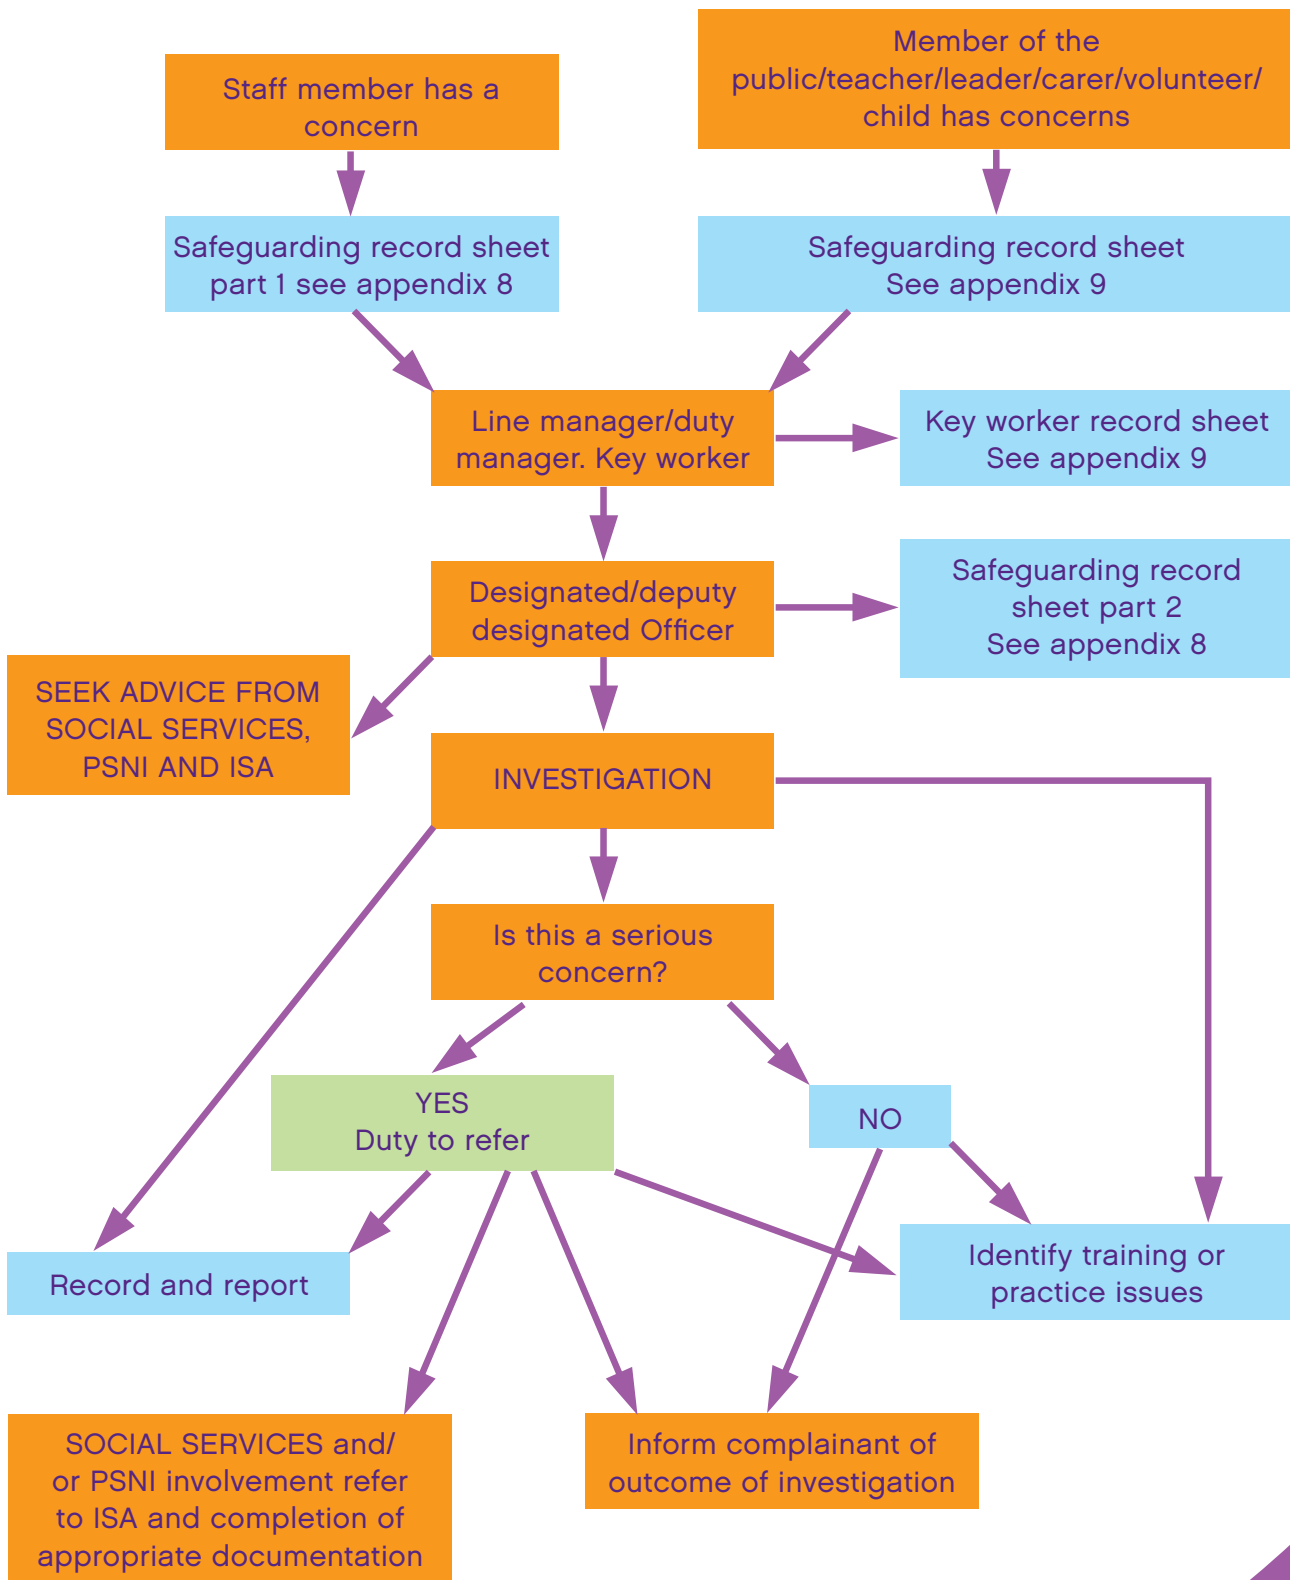 Staff member has a
concern
Member of the
public/teacher/leader/carer/volunteer/
child has concerns
Safeguarding record sheet
part 1 see appendix 8
Safeguarding record sheet
See appendix 9
Line manager/duty
manager. Key worker
Key worker record sheet
See appendix 9
Designated/deputy
designated Officer
Safeguarding record
sheet part 2
See appendix 8
SEEK ADVICE FROM
SOCIAL SERVICES,
PSNI AND ISA
INVESTIGATION
Is this a serious
concern?
YES
Duty to refer
NO
Record and report
Identify training or
practice issues
SOCIAL SERVICES and/
or PSNI involvement refer
to ISA and completion of
appropriate documentation
Inform complainant of
outcome of investigation